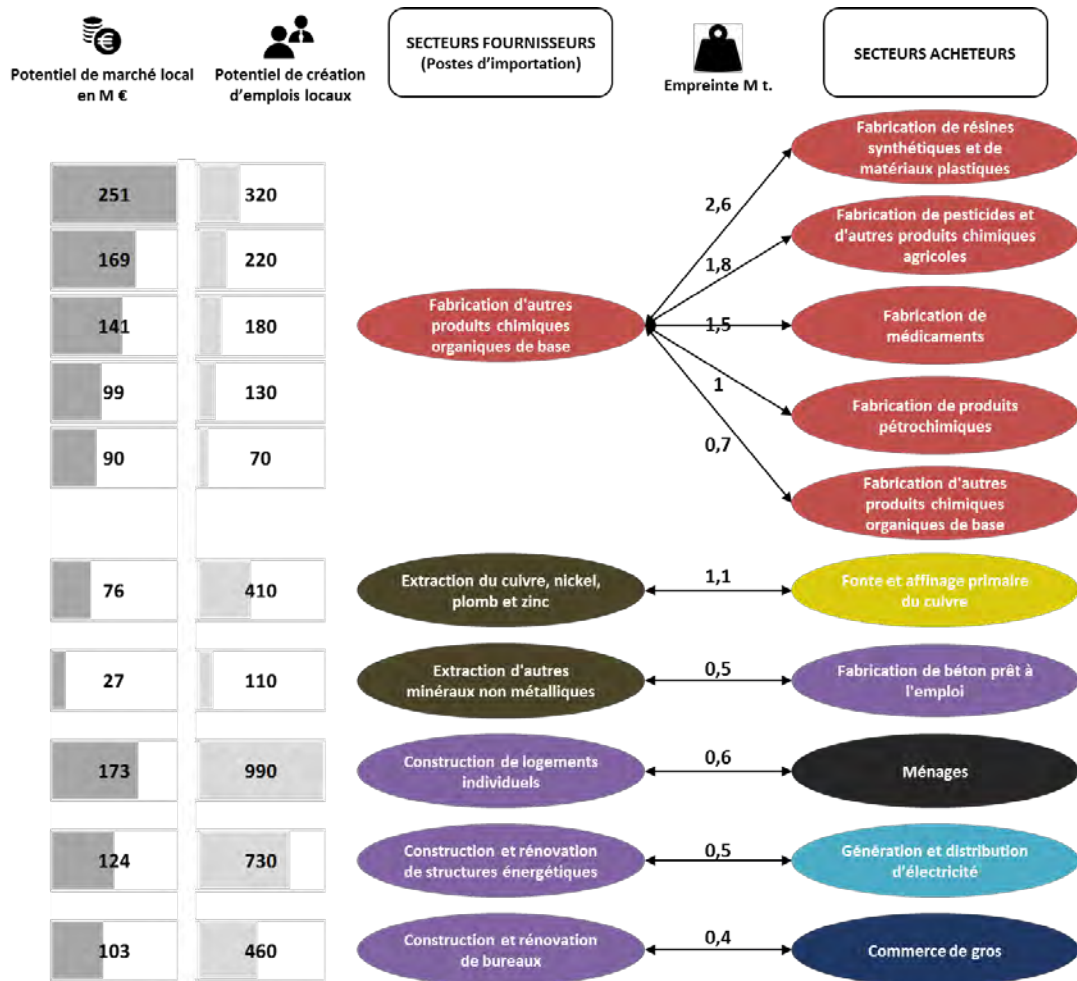 Potentiel de marché local
en M €
Potentiel de création
d'emplois locaux
SECTEURS FOURNISSEURS
(Postes d'importation)
Empreinte M t.
SECTEURS ACHETEURS
251
320
169
220
141
180
99
130
90
70
Fabrication d'autres
produits chimiques
organiques de base
2,6
1,8
1,5
1
0,7
Fabrication de résines
synthétiques et de
matériaux plastiques
Fabrication de pesticides et
d'autres produits chimiques
agricoles
Fabrication de
médicaments
Fabrication de produits
pétrochimiques
Fabrication d'autres
produits chimiques
organiques de base
76
410
Extraction du cuivre, nickel,
plomb et zinc
1,1
Fonte et affinage primaire
du cuivre
27
110
Extraction d'autres
minéraux non métalliques
0,5
Fabrication de béton prêt à
l'emploi
173
990
Construction de logements
individuels
0,6
Ménages
124
730
Construction et rénovation
de structures énergétiques
0,5
Génération et distribution
d'électricité
103
460
Construction et rénovation
de bureaux
0,4
Commerce de gros